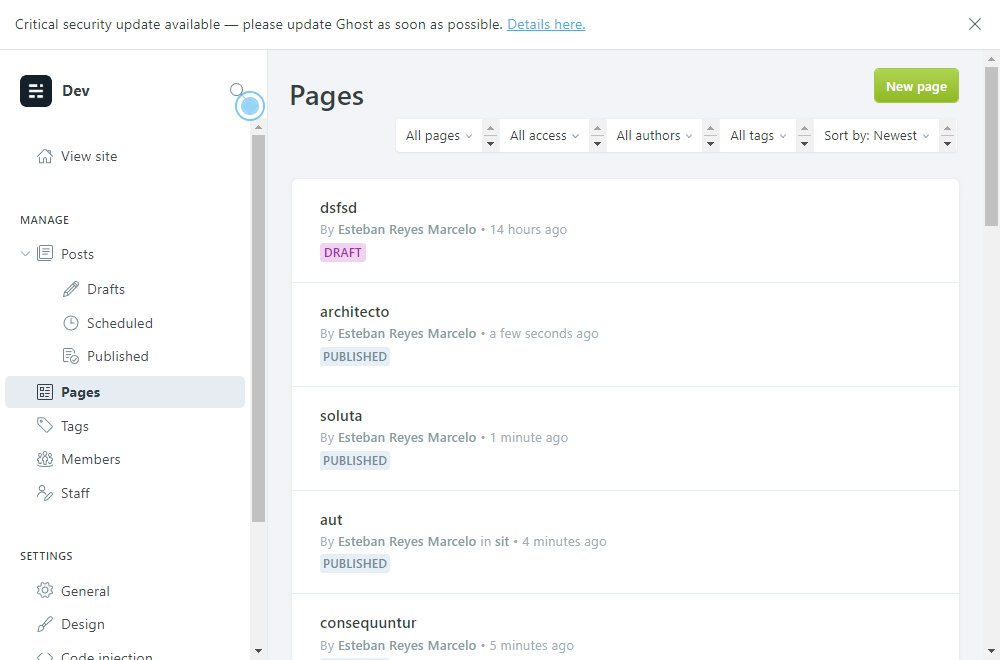 Critical security update available — please update Ghost as soon as possible. Details here.
Dev
View site
MANAGE
Posts
Drafts
Scheduled
Published
Pages
Tags
Members
Staff
SETTINGS
General
Design
Code injection
Pages
New page
All pages
All access
All authors
All tags
Sort by: Newest
dsfsd
By Esteban Reyes Marcelo • 14 hours ago
DRAFT
architecto
By Esteban Reyes Marcelo • a few seconds ago
PUBLISHED
soluta
By Esteban Reyes Marcelo • 1 minute ago
PUBLISHED
aut
By Esteban Reyes Marcelo in sit • 4 minutes ago
PUBLISHED
consequuntur
By Esteban Reyes Marcelo • 5 minutes ago